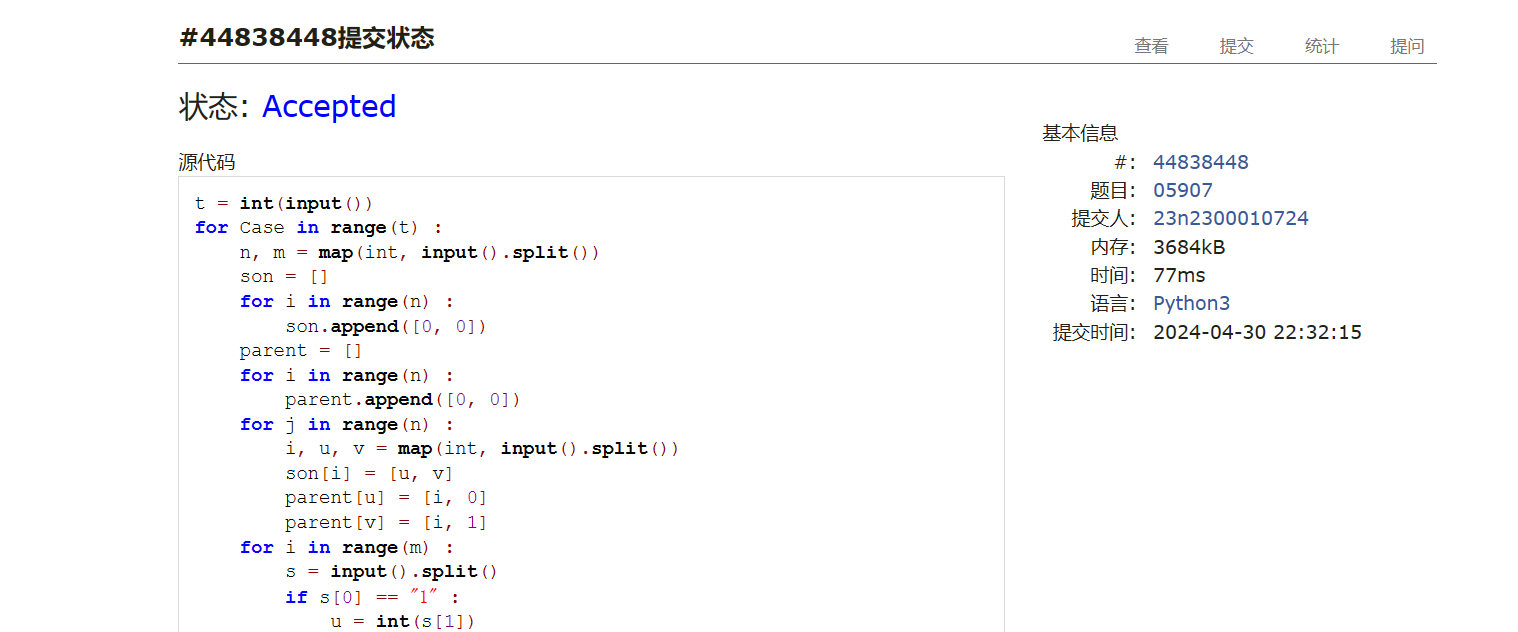 #44838448提交状态
查看 提交 统计 提问
状态: Accepted
源代码
t = int(input())
for Case in range(t) :
    n, m = map(int, input().split())
    son = []
    for i in range(n) :
        son.append([0, 0])
    parent = []
    for i in range(n) :
        parent.append([0, 0])
    for j in range(n) :
        i, u, v = map(int, input().split())
        son[i] = [u, v]
        parent[u] = [i, 0]
        parent[v] = [i, 1]
    for i in range(m) :
        s = input().split()
        if s[0] == "1" :
            u = int(s[1])
基本信息
#: 44838448
题目: 05907
提交人: 23n2300010724
内存: 3684kB
时间: 77ms
语言: Python3
提交时间: 2024-04-30 22:32:15